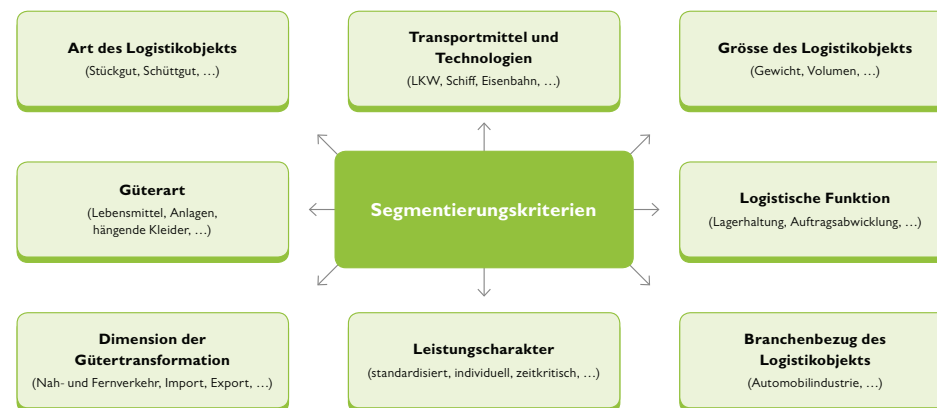 Art des Logistikobjekts
(Stückgut, Schüttgut, …)
Transportmittel und
Technologien
(LKW, Schiff, Eisenbahn, …)
Grösse des Logistikobjekts
(Gewicht, Volumen, …)
Güterart
(Lebensmittel, Anlagen,
hängende Kleider, …)
Segmentierungskriterien
Logistische Funktion
(Lagerhaltung, Auftragsabwicklung, …)
Dimension der
Gütertransformation
(Nah- und Fernverkehr, Import, Export, …)
Leistungscharakter
(standardisiert, individuell, zeitkritisch, …)
Branchenbezug des
Logistikobjekts
(Automobilindustrie, …)